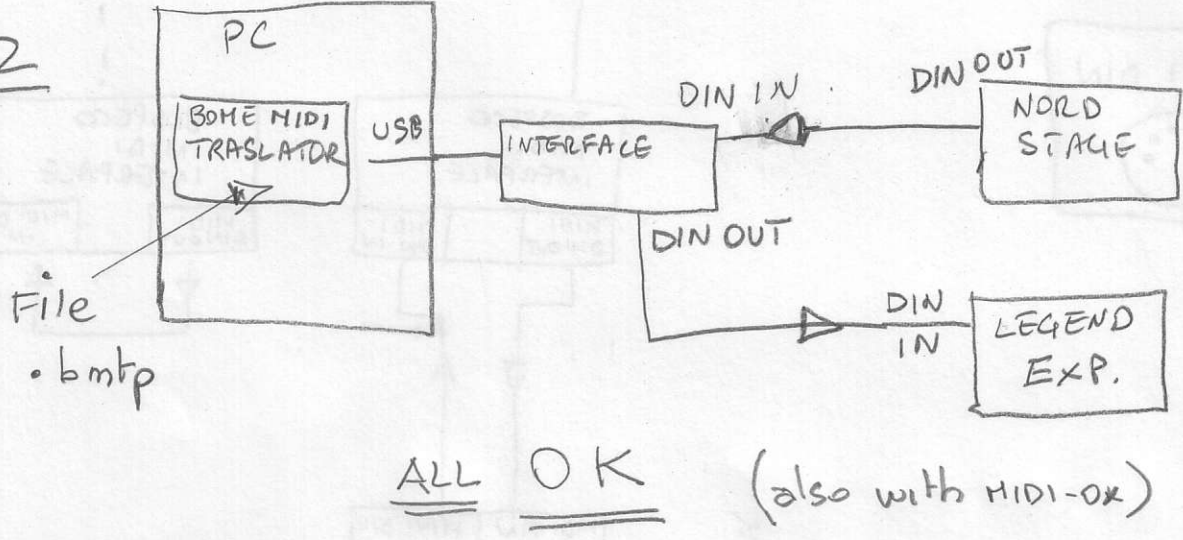 2
PC
BOME MIDI
TRASLATOR
USB
INTERFACE
DIN IN
DIN OUT
NORD
STAGE
DIN OUT
DIN
IN
LEGEND
EXP.
File
.bmtp
ALL OK (also with MIDI-OX)